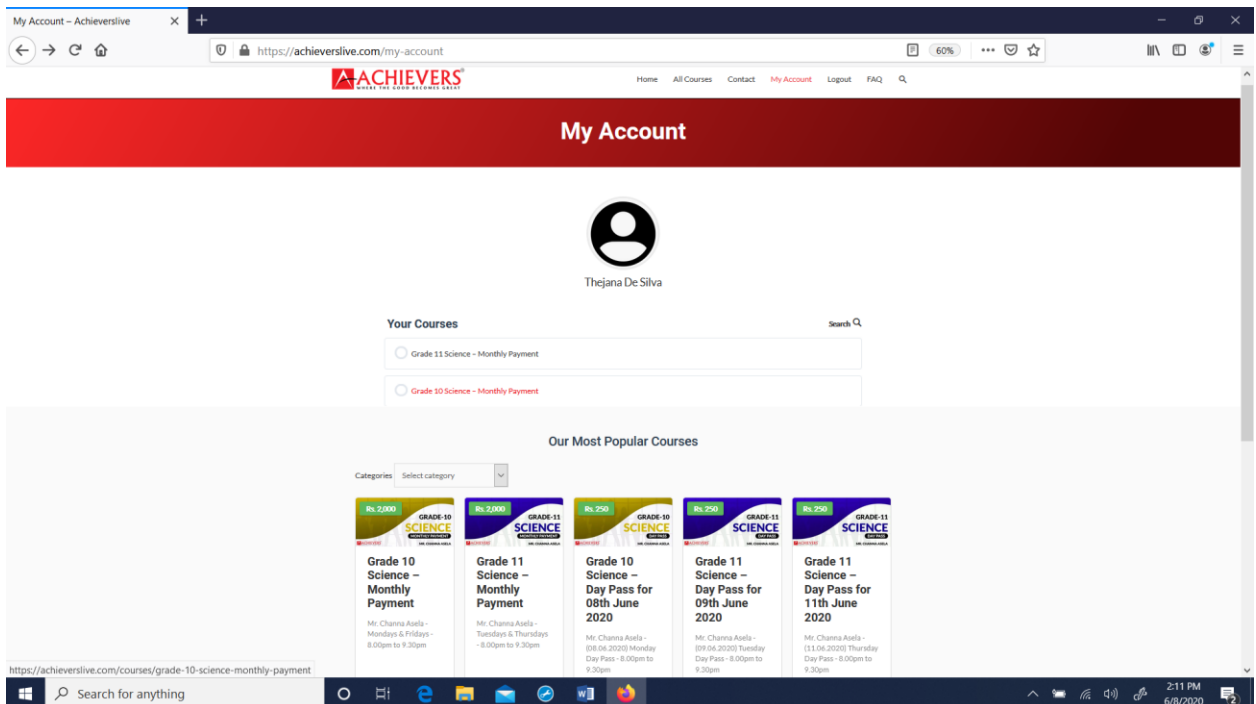 My Account – Achieverslive
https://achieverslive.com/my-account
60%
ACHIEVERS
WHERE THE GOOD BECOMES GREAT
Home All Courses Contact My Account Logout FAQ
My Account
Thejana De Silva
Your Courses
Search
Grade 11 Science – Monthly Payment
Grade 10 Science – Monthly Payment
Our Most Popular Courses
Categories Select category
Rs. 2,000
GRADE-10
SCIENCE
MONTHLY PAYMENT
Grade 10
Science –
Monthly
Payment
Mr. Channa Asela -
Mondays & Fridays -
8.00pm to 9.30pm
Rs. 2,000
GRADE-11
SCIENCE
MONTHLY PAYMENT
Grade 11
Science –
Monthly
Payment
Mr. Channa Asela -
Tuesdays & Thursdays
- 8.00pm to 9.30pm
Rs. 250
GRADE-10
SCIENCE
DAY PASS
Grade 10
Science –
Day Pass for
08th June
2020
Mr. Channa Asela -
(08.06.2020) Monday
Day Pass - 8.00pm to
9.30pm
Rs. 250
GRADE-11
SCIENCE
DAY PASS
Grade 11
Science –
Day Pass for
09th June
2020
Mr. Channa Asela -
(09.06.2020) Tuesday
Day Pass - 8.00pm to
9.30pm
Rs. 250
GRADE-11
SCIENCE
DAY PASS
Grade 11
Science –
Day Pass for
11th June
2020
Mr. Channa Asela -
(11.06.2020) Thursday
Day Pass - 8.00pm to
9.30pm
https://achieverslive.com/courses/grade-10-science-monthly-payment
Search for anything
2:11 PM
6/8/2020
2